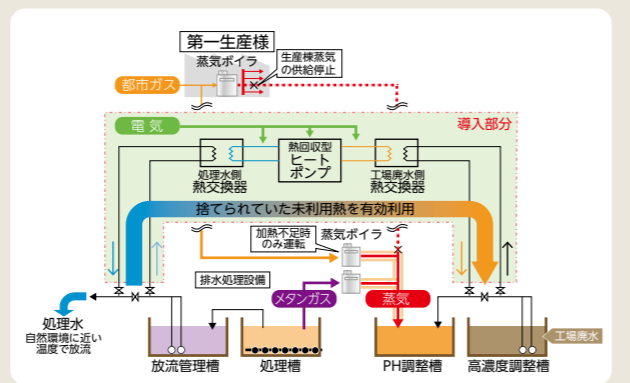 第一生産様
蒸気ボイラ
生産棟蒸気
の供給停止
都市ガス
電 気
導入部分
熱回収型
ヒート
ポンプ
処理水側
熱交換器
工場廃水側
熱交換器
捨てられていた未利用熱を有効利用
加熱不足時
のみ運転
蒸気ボイラ
排水処理設備
メタンガス
蒸気
処理水
自然環境に近い
温度で放流
工場廃水
放流管理槽
処理槽
PH調整槽
高濃度調整槽